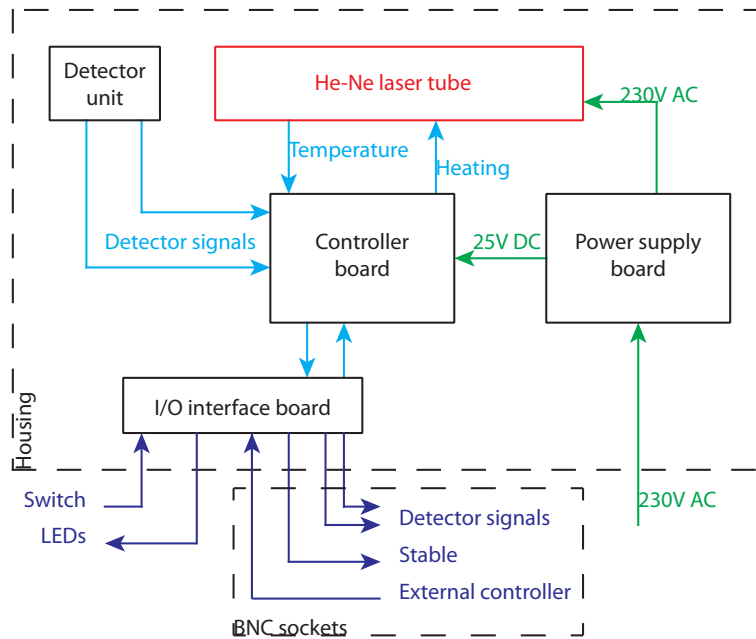 Detector
unit
He-Ne laser tube
230V AC
Temperature
Heating
Detector signals
Controller
board
25V DC
Power supply
board
I/O interface board
Housing
Switch
LEDs
Detector signals
Stable
External controller
230V AC
BNC sockets